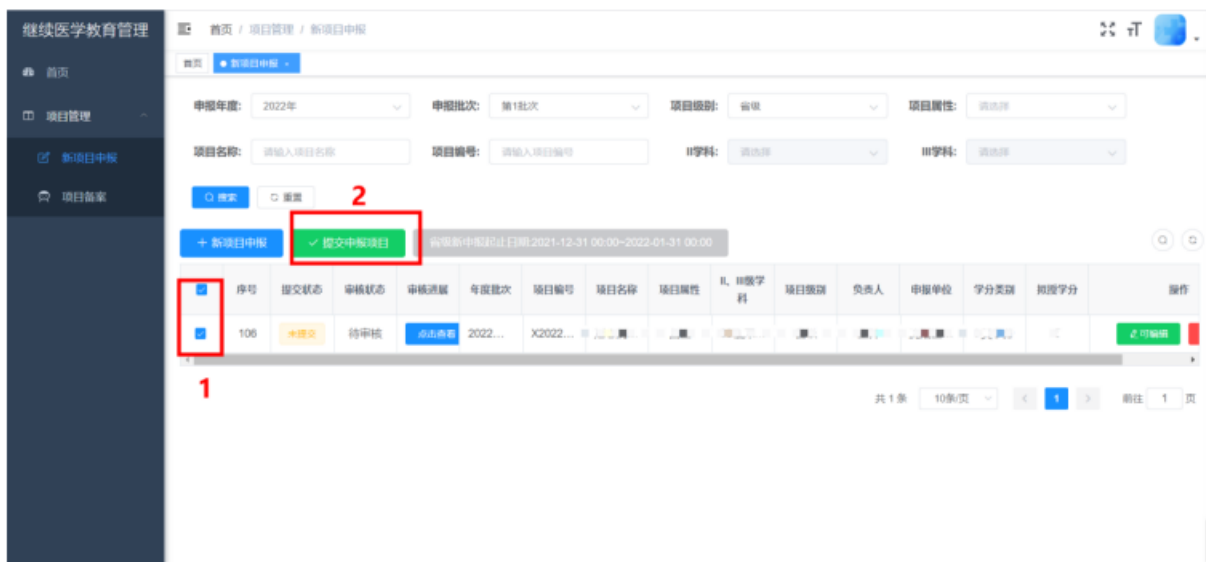 继续医学教育管理
首页 / 项目管理 / 新项目申报
首页
新项目申报
首页
项目管理
新项目申报
项目备案
申报年度: 2022年 申报批次: 第1批次 项目级别: 省级 项目属性: 请选择
项目名称: 请输入项目名称 项目编号: 请输入项目编号 II学科: 请选择 III学科: 请选择
搜索 重置
2
+ 新项目申报 提交申报项目 省级新申报起止日期:2021-12-31 00:00~2022-01-31 00:00
序号 提交状态 审核状态 审核进展 年度批次 项目编号 项目名称 项目属性 II、III级学科 项目级别 负责人 申报单位 学分类别 拟授学分 操作
106 未提交 待审核 点击查看 2022... X2022... 可编辑
1
共 1 条 10条/页 1 前往 1 页